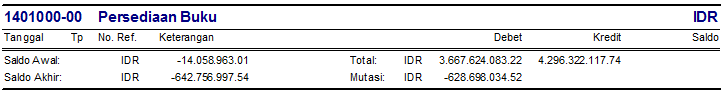 1401000-00 Persediaan Buku IDR
Tanggal Tp No. Ref. Keterangan Debet Kredit Saldo
Saldo Awal: IDR -14.058.963.01 Total: IDR 3.667.624.083.22 4.296.322.117.74
Saldo Akhir: IDR -642.756.997.54 Mutasi: IDR -628.698.034.52